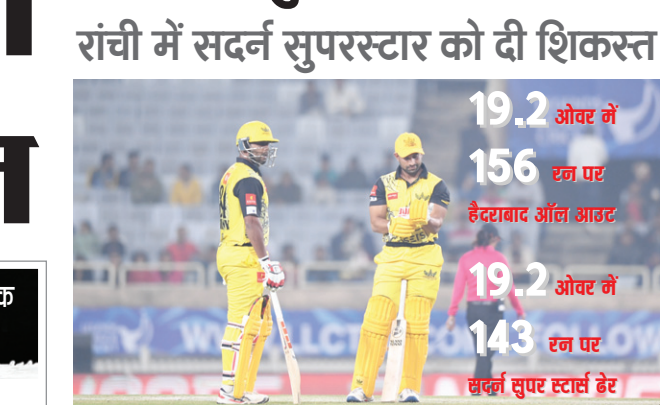 रांची में सदर्न सुपरस्टार को दी शिकस्त
19.2 ओवर में
156 रन पर
हैदराबाद ऑल आउट
19.2 ओवर में
143 रन पर
सदर्न सुपर स्टार्स ढेर
क